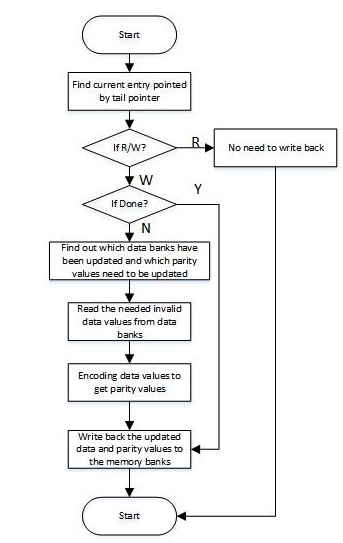 Start
Find current entry pointed
by tail pointer
If R/W?
R
No need to write back
W
Y
If Done?
N
Find out which data banks have
been updated and which parity
values need to be updated
Read the needed invalid
data values from data
banks
Encoding data values to
get parity values
Write back the updated
data and parity values to
the memory banks
Start